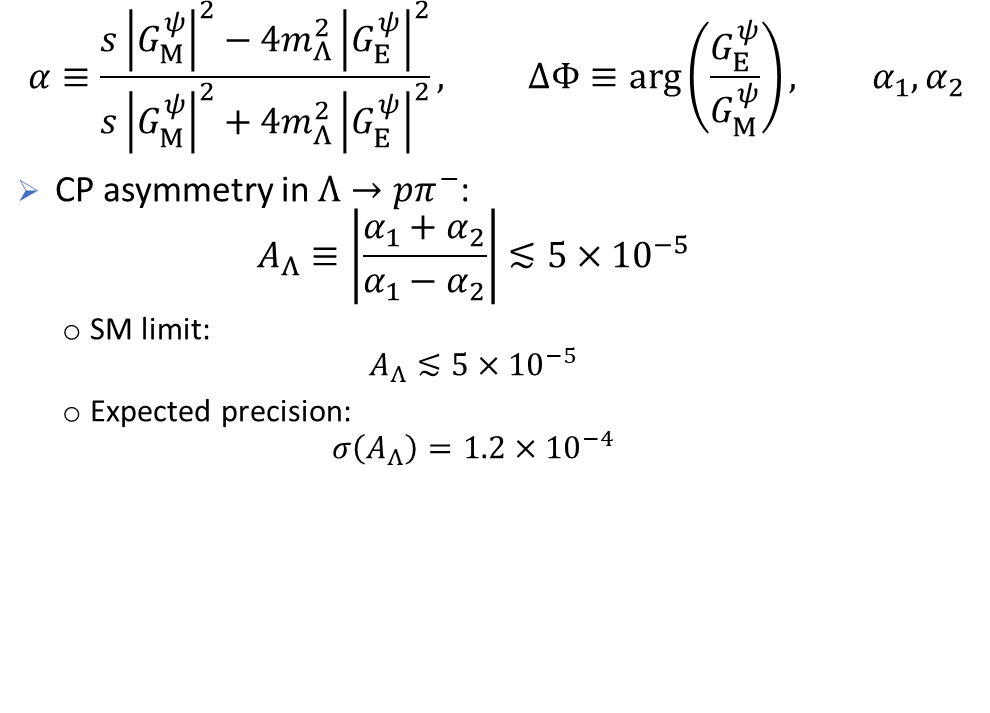 α ≡ (s |G_M^ψ|² − 4m_Λ² |G_E^ψ|²) / (s |G_M^ψ|² + 4m_Λ² |G_E^ψ|²), ΔΦ ≡ arg(G_E^ψ / G_M^ψ), α₁, α₂
➢ CP asymmetry in Λ → pπ⁻:
A_Λ ≡ |(α₁ + α₂) / (α₁ − α₂)| ≲ 5 × 10⁻⁵
○ SM limit:
A_Λ ≲ 5 × 10⁻⁵
○ Expected precision:
σ(A_Λ) = 1.2 × 10⁻⁴